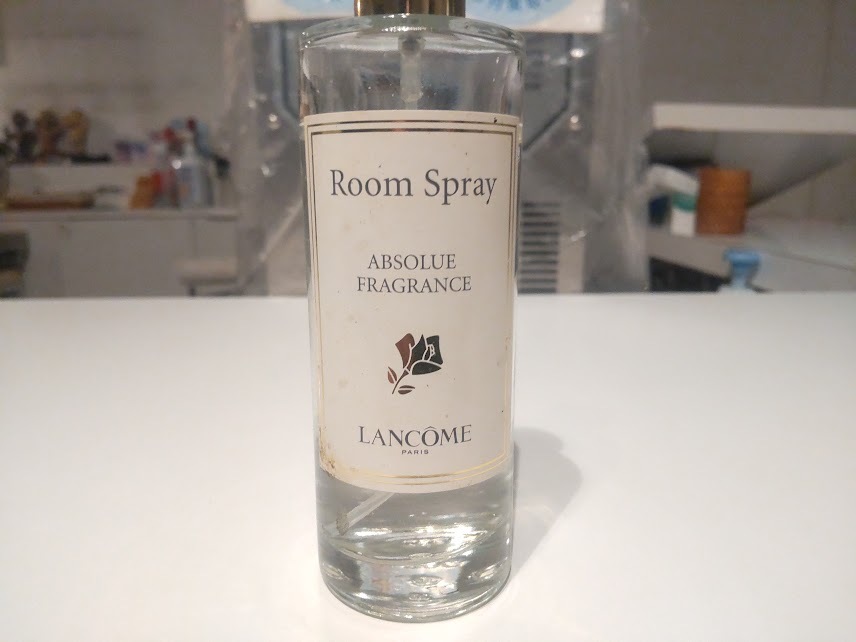 Room Spray
ABSOLUE
FRAGRANCE
LANCÔME
PARIS